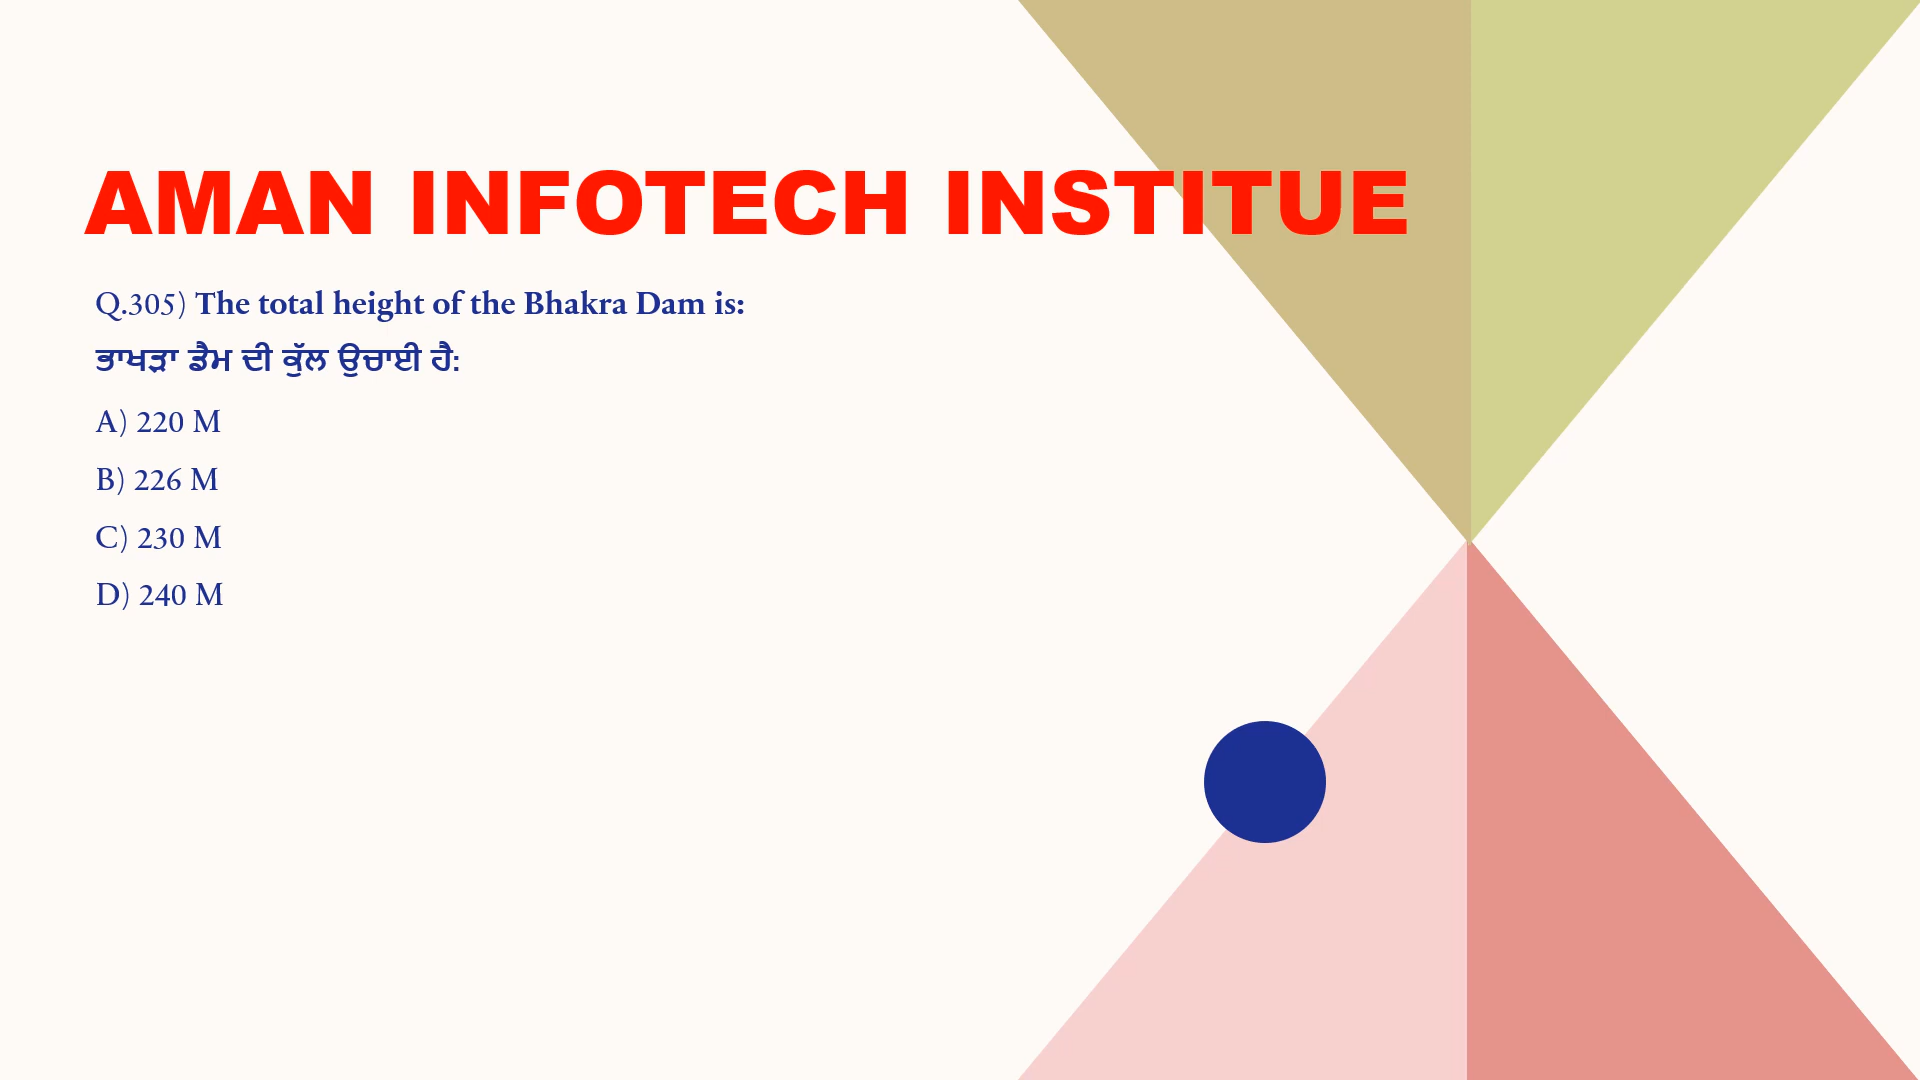 AMAN INFOTECH INSTITUE
Q.305) The total height of the Bhakra Dam is:
ਭਾਖੜਾ ਡੈਮ ਦੀ ਕੁੱਲ ਉਚਾਈ ਹੈ:
A) 220 M
B) 226 M
C) 230 M
D) 240 M